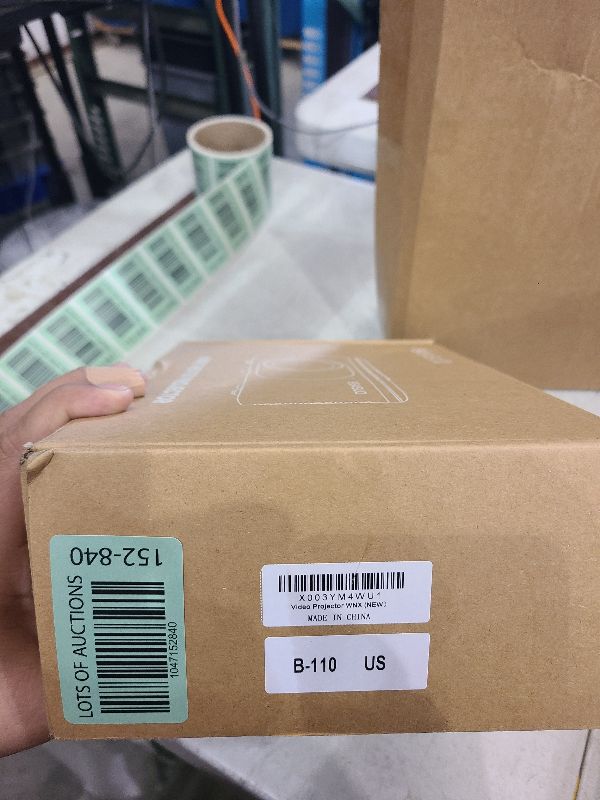 152-840
LOTS OF AUCTIONS
1047152840
X003YM4WU1
Video Projector WNX (NEW)
MADE IN CHINA
B-110 US